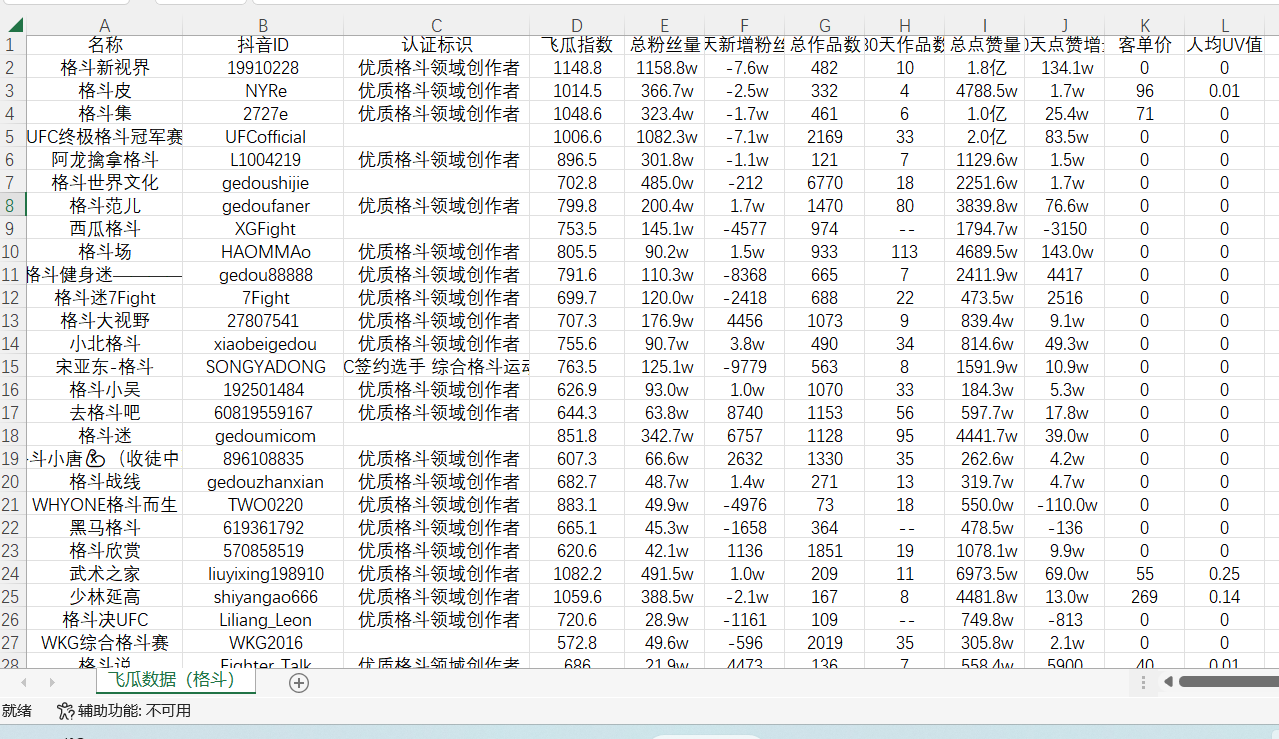 A B C D E F G H I J K L
1 名称 抖音ID 认证标识 飞瓜指数 总粉丝量 天新增粉丝 总作品数 30天作品数 总点赞量 0天点赞增 客单价 人均UV值
2 格斗新视界 19910228 优质格斗领域创作者 1148.8 1158.8w -7.6w 482 10 1.8亿 134.1w 0 0
3 格斗皮 NYRe 优质格斗领域创作者 1014.5 366.7w -2.5w 332 4 4788.5w 1.7w 96 0.01
4 格斗集 2727e 优质格斗领域创作者 1048.6 323.4w -1.7w 461 6 1.0亿 25.4w 71 0
5 UFC终极格斗冠军赛 UFCofficial 1006.6 1082.3w -7.1w 2169 33 2.0亿 83.5w 0 0
6 阿龙擒拿格斗 L1004219 优质格斗领域创作者 896.5 301.8w -1.1w 121 7 1129.6w 1.5w 0 0
7 格斗世界文化 gedoushijie 702.8 485.0w -212 6770 18 2251.6w 1.7w 0 0
8 格斗范儿 gedoufaner 优质格斗领域创作者 799.8 200.4w 1.7w 1470 80 3839.8w 76.6w 0 0
9 西瓜格斗 XGFight 753.5 145.1w -4577 974 -- 1794.7w -3150 0 0
10 格斗场 HAOMMAo 优质格斗领域创作者 805.5 90.2w 1.5w 933 113 4689.5w 143.0w 0 0
11 格斗健身迷———— gedou88888 优质格斗领域创作者 791.6 110.3w -8368 665 7 2411.9w 4417 0 0
12 格斗迷7Fight 7Fight 优质格斗领域创作者 699.7 120.0w -2418 688 22 473.5w 2516 0 0
13 格斗大视野 27807541 优质格斗领域创作者 707.3 176.9w 4456 1073 9 839.4w 9.1w 0 0
14 小北格斗 xiaobeigedou 优质格斗领域创作者 755.6 90.7w 3.8w 490 34 814.6w 49.3w 0 0
15 宋亚东-格斗 SONGYADONG C签约选手 综合格斗运动 763.5 125.1w -9779 563 8 1591.9w 10.9w 0 0
16 格斗小吴 192501484 优质格斗领域创作者 626.9 93.0w 1.0w 1070 33 184.3w 5.3w 0 0
17 去格斗吧 60819559167 优质格斗领域创作者 644.3 63.8w 8740 1153 56 597.7w 17.8w 0 0
18 格斗迷 gedoumicom 851.8 342.7w 6757 1128 95 4441.7w 39.0w 0 0
19 斗小唐💪（收徒中 896108835 优质格斗领域创作者 607.3 66.6w 2632 1330 35 262.6w 4.2w 0 0
20 格斗战线 gedouzhanxian 优质格斗领域创作者 682.7 48.7w 1.4w 271 13 319.7w 4.7w 0 0
21 WHYONE格斗而生 TWO0220 优质格斗领域创作者 883.1 49.9w -4976 73 18 550.0w -110.0w 0 0
22 黑马格斗 619361792 优质格斗领域创作者 665.1 45.3w -1658 364 -- 478.5w -136 0 0
23 格斗欣赏 570858519 优质格斗领域创作者 620.6 42.1w 1136 1851 19 1078.1w 9.9w 0 0
24 武术之家 liuyixing198910 优质格斗领域创作者 1082.2 491.5w 1.0w 209 11 6973.5w 69.0w 55 0.25
25 少林延高 shiyangao666 优质格斗领域创作者 1059.6 388.5w -2.1w 167 8 4481.8w 13.0w 269 0.14
26 格斗决UFC Liliang_Leon 优质格斗领域创作者 720.6 28.9w -1161 109 -- 749.8w -813 0 0
27 WKG综合格斗赛 WKG2016 572.8 49.6w -596 2019 35 305.8w 2.1w 0 0
28 格斗说 Fighter_Talk 优质格斗领域创作者 686 21.9w 4473 136 7 558.4w 5900 40 0.01
飞瓜数据（格斗）
就绪 辅助功能: 不可用